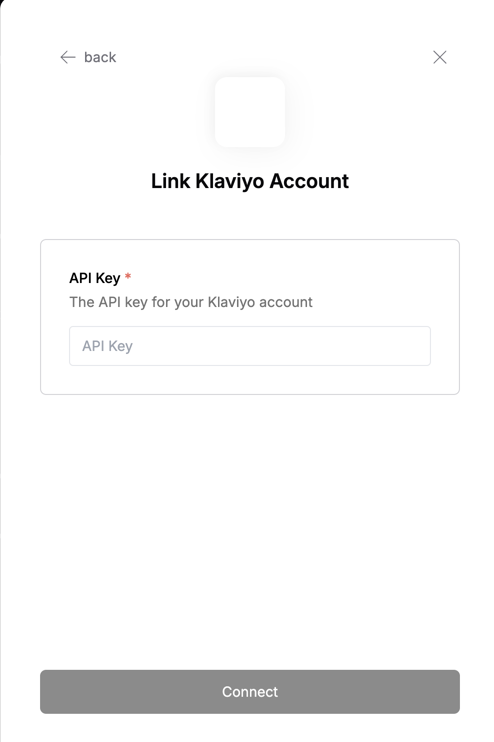 back
Link Klaviyo Account
API Key *
The API key for your Klaviyo account
API Key
Connect